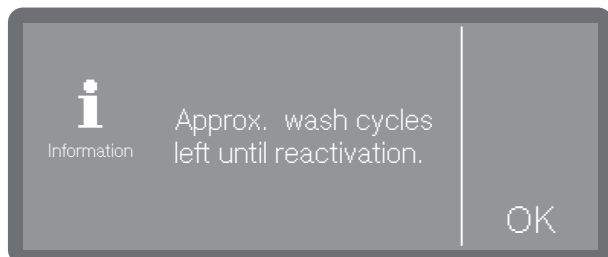 i
Information
Approx.  wash cycles
left until reactivation.
OK